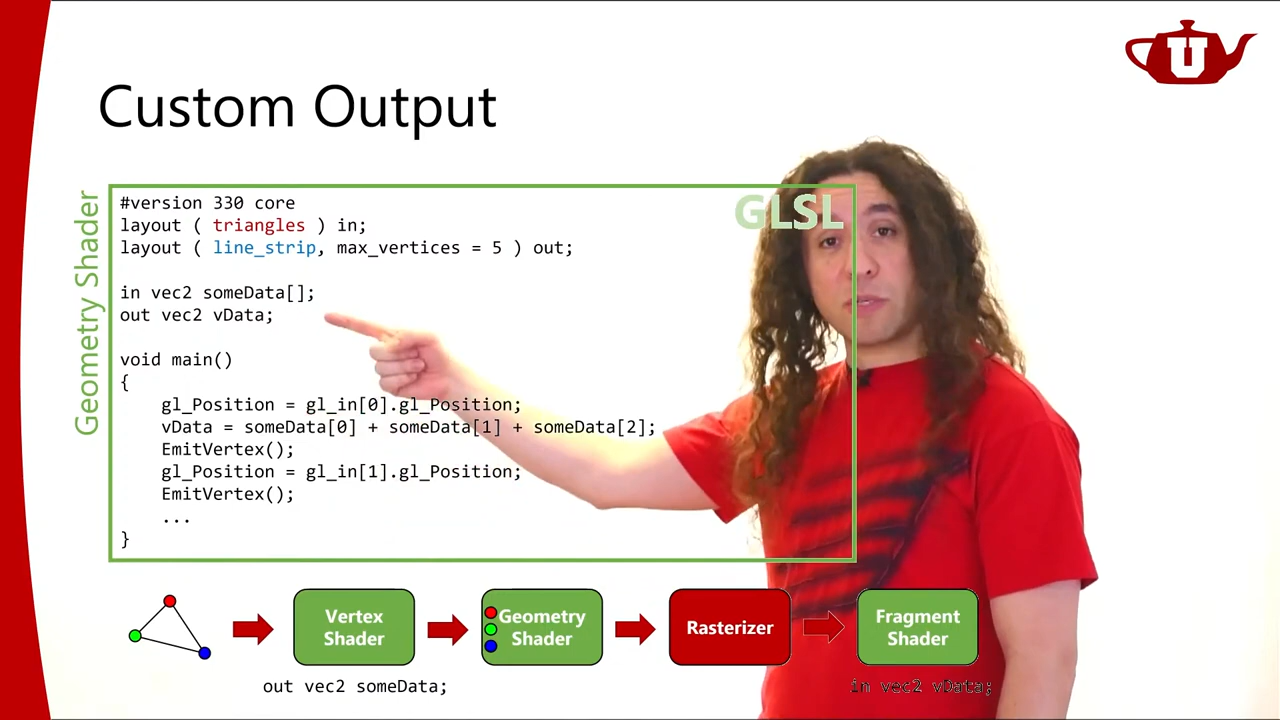 U
Custom Output
Geometry Shader
GLSL
#version 330 core
layout ( triangles ) in;
layout ( line_strip, max_vertices = 5 ) out;
in vec2 someData[];
out vec2 vData;
void main()
{
gl_Position = gl_in[0].gl_Position;
vData = someData[0] + someData[1] + someData[2];
EmitVertex();
gl_Position = gl_in[1].gl_Position;
EmitVertex();
...
}
Vertex
Shader
Geometry
Shader
Rasterizer
Fragment
Shader
out vec2 someData;
in vec2 vData;